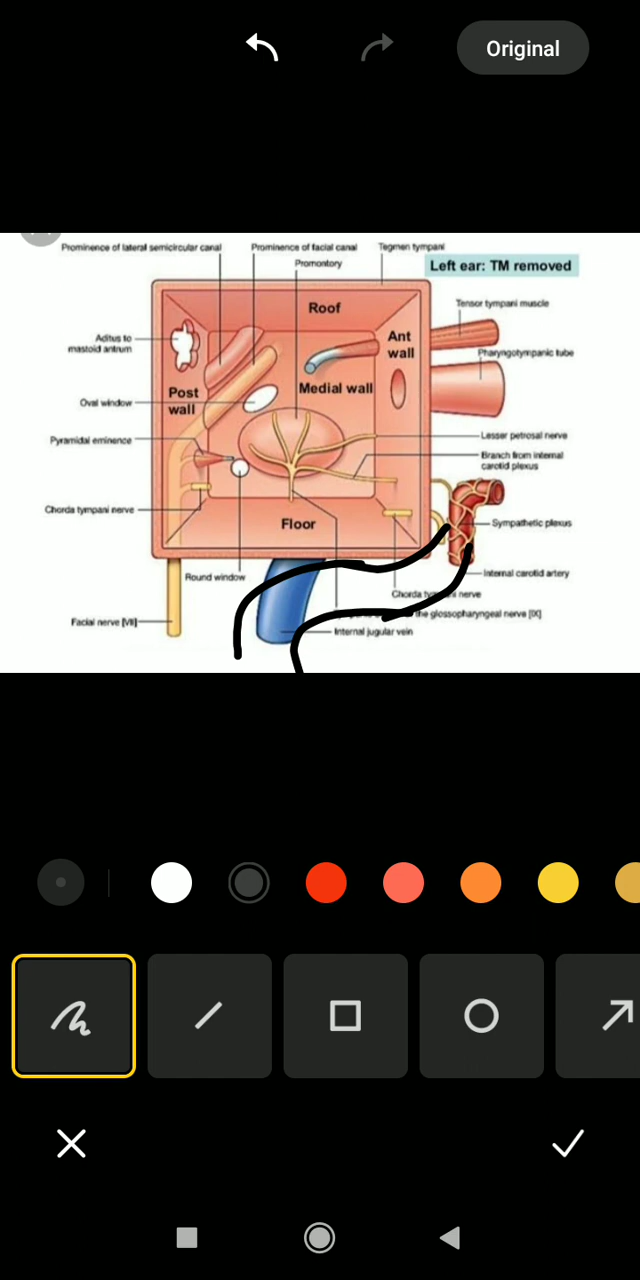 Original
Prominence of lateral semicircular canal
Prominence of facial canal
Tegmen tympani
Promontory
Left ear: TM removed
Roof
Tensor tympani muscle
Aditus to
mastoid antrum
Ant
wall
Pharyngotympanic tube
Post
wall
Medial wall
Oval window
Pyramidal eminence
Lesser petrosal nerve
Branch from internal
carotid plexus
Chorda tympani nerve
Floor
Sympathetic plexus
Round window
Internal carotid artery
Chorda nerve
Facial nerve [VII]
the glossopharyngeal nerve [IX]
Internal jugular vein